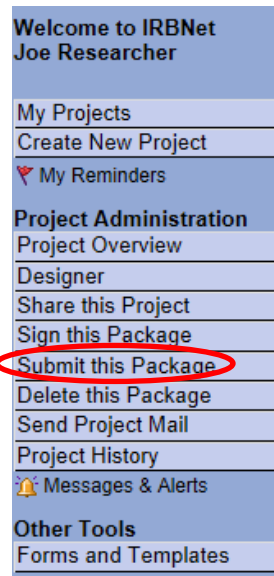 Welcome to IRBNet
Joe Researcher
My Projects
Create New Project
My Reminders
Project Administration
Project Overview
Designer
Share this Project
Sign this Package
Submit this Package
Delete this Package
Send Project Mail
Project History
Messages & Alerts
Other Tools
Forms and Templates